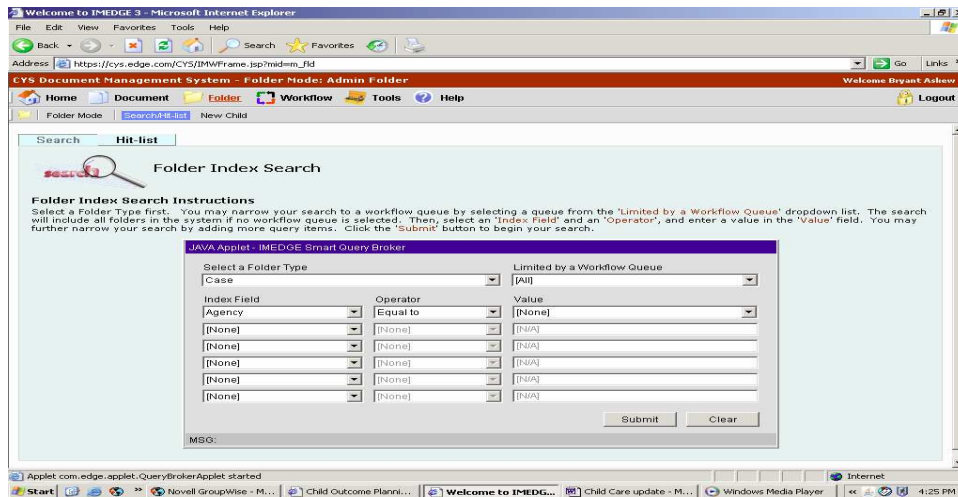 Welcome to IMEDGE 3 - Microsoft Internet Explorer
File Edit View Favorites Tools Help
Back Search Favorites
Address https://cys.edge.com/CYS/IMWFrame.jsp?mid=m_fld Go Links
CYS Document Management System - Folder Mode: Admin Folder Welcome Bryant Askew
Home Document Folder Workflow Tools Help Logout
Folder Mode Search/Hit-list New Child
Search Hit-list
search Folder Index Search
Folder Index Search Instructions
Select a Folder Type first. You may narrow your search to a workflow queue by selecting a queue from the 'Limited by a Workflow Queue' dropdown list. The search
will include all folders in the system if no workflow queue is selected. Then, select an 'Index Field' and an 'Operator', and enter a value in the 'Value' field. You may
further narrow your search by adding more query items. Click the 'Submit' button to begin your search.
JAVA Applet - IMEDGE Smart Query Broker
Select a Folder Type Limited by a Workflow Queue
Case [All]
Index Field Operator Value
Agency Equal to [None]
[None] [None] [N/A]
[None] [None] [N/A]
[None] [None] [N/A]
[None] [None] [N/A]
[None] [None] [N/A]
Submit Clear
MSG:
Applet com.edge.applet.QueryBrokerApplet started Internet
Start Novell GroupWise - M... Child Outcome Planni... Welcome to IMEDG... Child Care update - M... Windows Media Player 4:25 PM